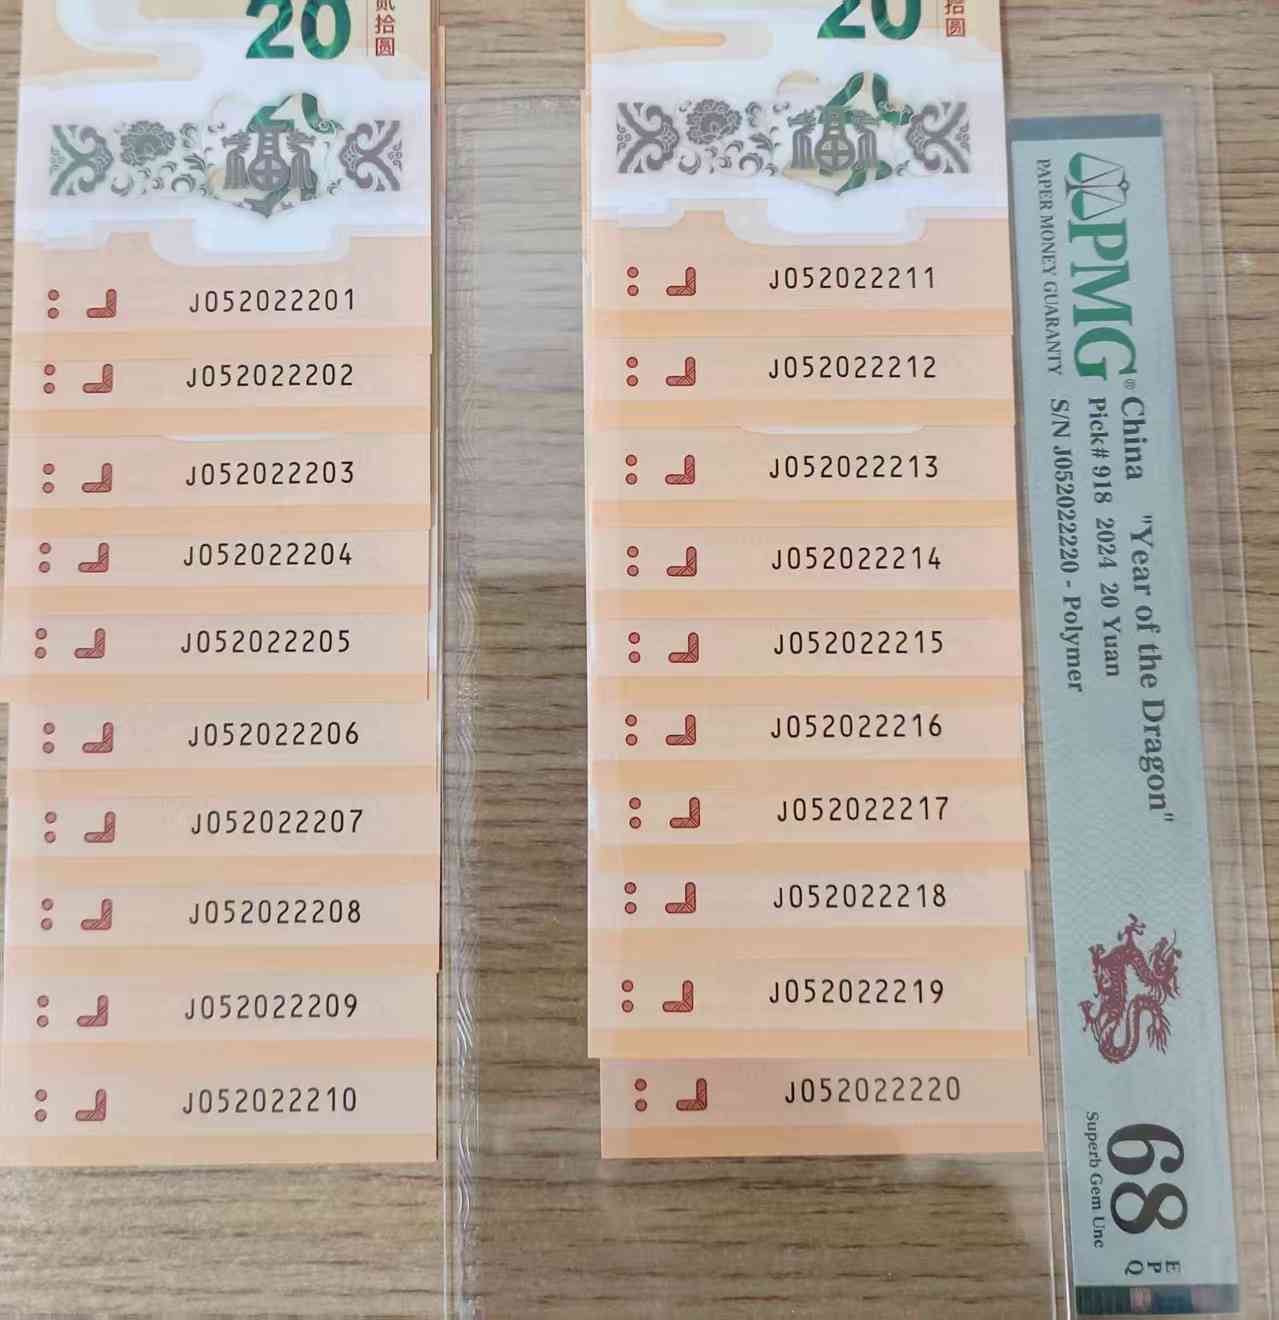 20
贰拾圆
J052022201
J052022202
J052022203
J052022204
J052022205
J052022206
J052022207
J052022208
J052022209
J052022210
20
拾圆
J052022211
J052022212
J052022213
J052022214
J052022215
J052022216
J052022217
J052022218
J052022219
J052022220
PMG®
PAPER MONEY GUARANTY
China "Year of the Dragon"
Pick# 918 2024 20 Yuan
S/N J052022220 - Polymer
68
EPQ
Superb Gem Unc